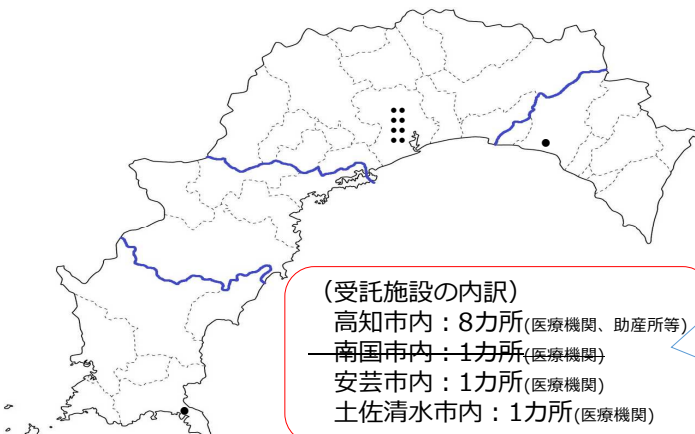 （受託施設の内訳）
高知市内：８カ所(医療機関、助産所等)
南国市内：１カ所(医療機関)
安芸市内：１カ所(医療機関)
土佐清水市内：１カ所(医療機関)